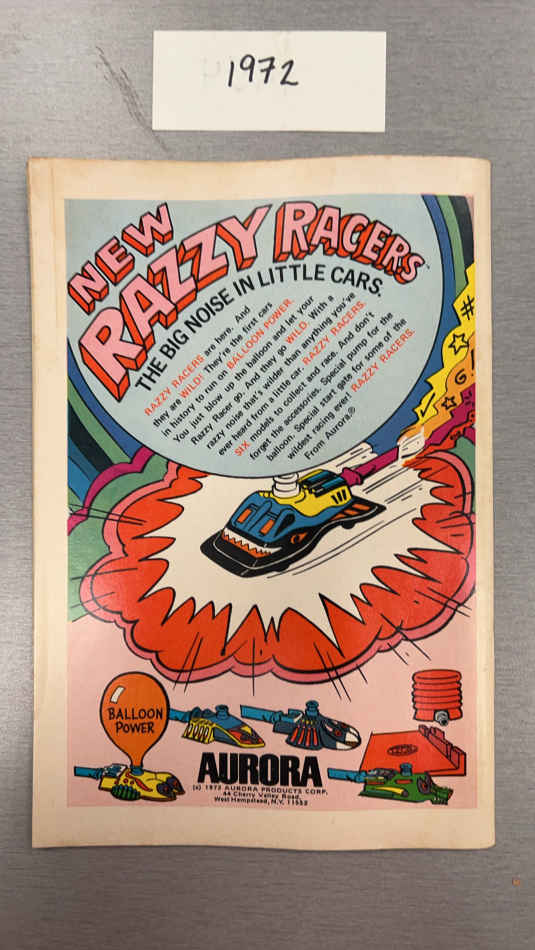 1972
NEW
RAZZY RACERS™
THE BIG NOISE IN LITTLE CARS.
RAZZY RACERS are here. And
they are WILD! They're the first cars
in history to run on BALLOON POWER.
You just blow up the balloon and let your
Razzy Racer go. And they go WILD. With a
razzy noise that's wilder than anything you've
ever heard from a little car. RAZZY RACERS.
SIX models to collect and race. And don't
forget the accessories. Special pump for the
balloon. Special start gate for some of the
wildest racing ever! RAZZY RACERS.
From Aurora®
BALLOON
POWER
AURORA
(c) 1972 AURORA PRODUCTS CORP.
44 Cherry Valley Road,
West Hempstead, N.Y. 11552